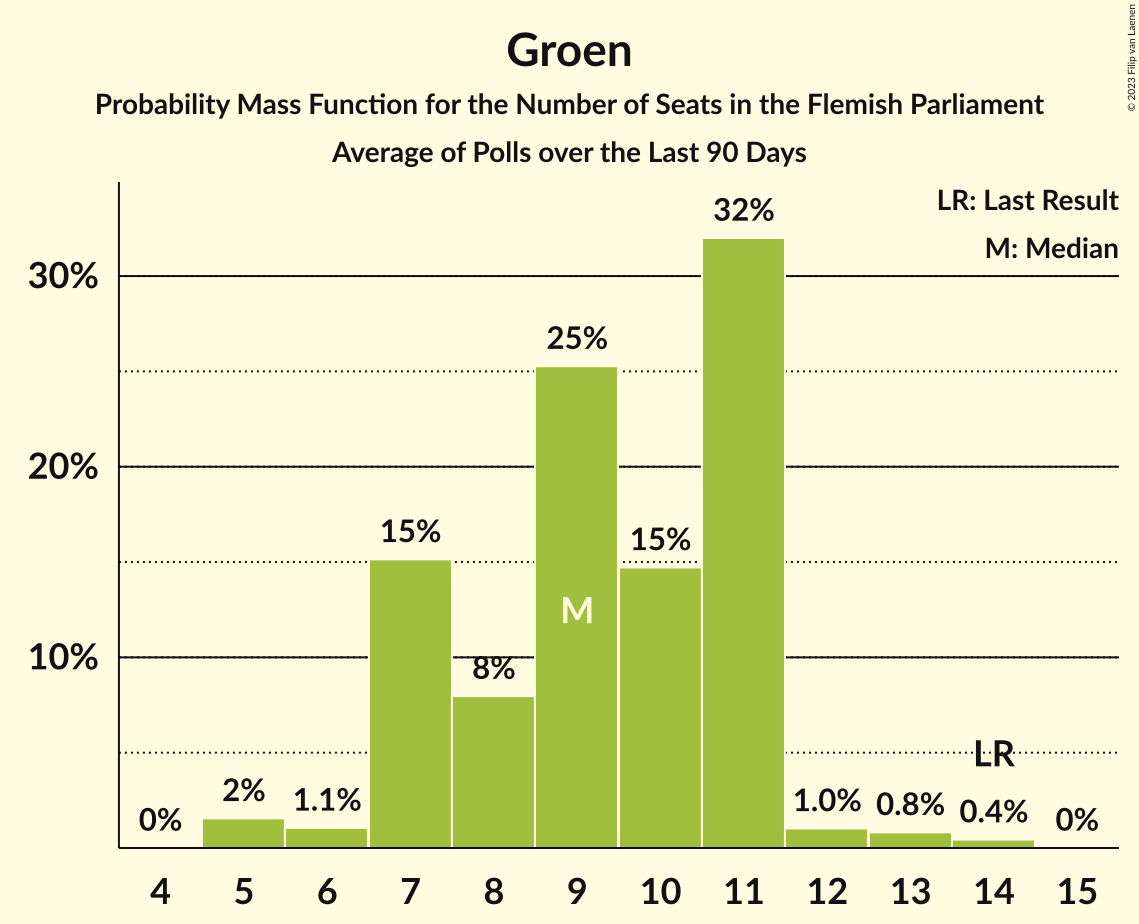 Groen
Probability Mass Function for the Number of Seats in the Flemish Parliament
Average of Polls over the Last 90 Days
© 2023 Filip van Laenen
LR: Last Result
M: Median
30%
20%
10%
0%
2%
1.1%
15%
8%
25%
M
15%
32%
1.0%
0.8%
LR
0.4%
0%
4 5 6 7 8 9 10 11 12 13 14 15